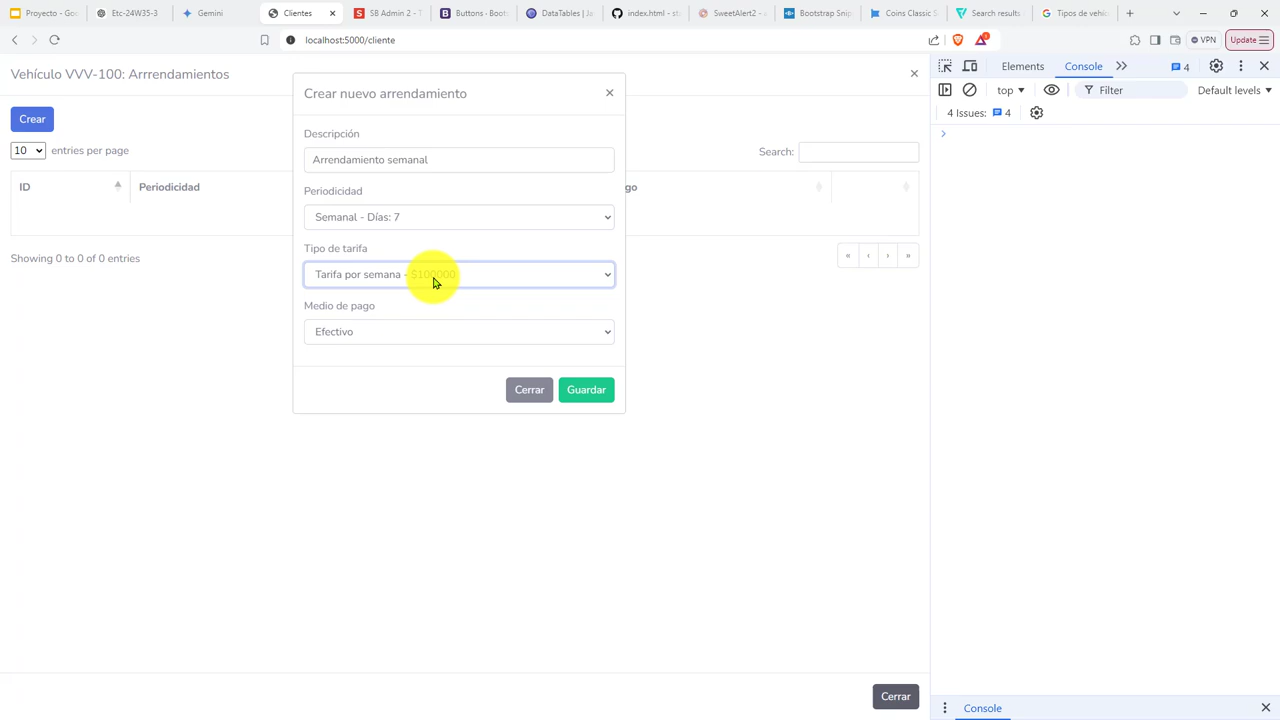 Proyecto - Goo
Etc-24W35-3
Gemini
Clientes
SB Admin 2 - T
Buttons - Boot
DataTables | Ja
index.html - st
SweetAlert2 - a
Bootstrap Snip
Coins Classic S
Search results
Tipos de vehíc
localhost:5000/cliente
VPN
Update
Vehículo VVV-100: Arrrendamientos
Crear
10 entries per page
Search:
ID
Periodicidad
go
Showing 0 to 0 of 0 entries
« ‹ › »
Crear nuevo arrendamiento
Descripción
Arrendamiento semanal
Periodicidad
Semanal - Días: 7
Tipo de tarifa
Tarifa por semana - $100000
Medio de pago
Efectivo
Cerrar
Guardar
Cerrar
Elements
Console
4
top
Filter
Default levels
4 Issues: 4
Console